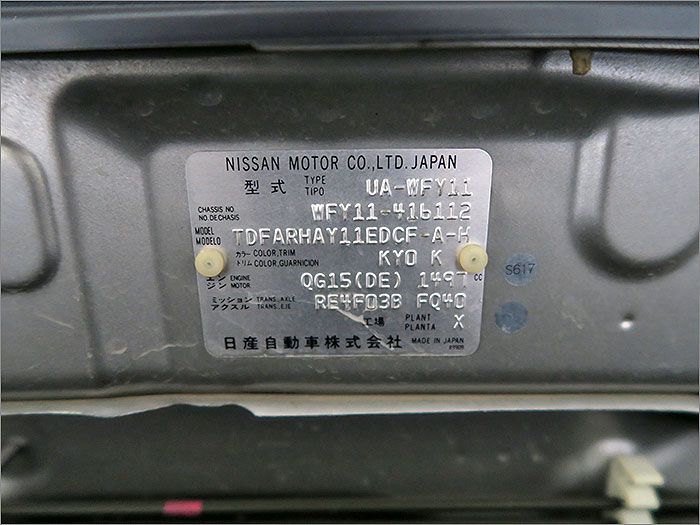 NISSAN MOTOR CO.,LTD. JAPAN
型式 TYPE TIPO UA-WFY11
CHASSIS NO NO DE CHASIS WFY11-416112
MODEL MODELO TDFARHAY11EDCF-A-H
カラー COLOR,TRIM トリム COLOR,GUARNICION KY0 K
エンジン ENGINE MOTOR QG15(DE) 1497 cc
ミッション TRANS.,AXLE アクスル TRANS.,EJE RE4F03B FQ40
工場 PLANT PLANTA X
日産自動車株式会社 MADE IN JAPAN
S617